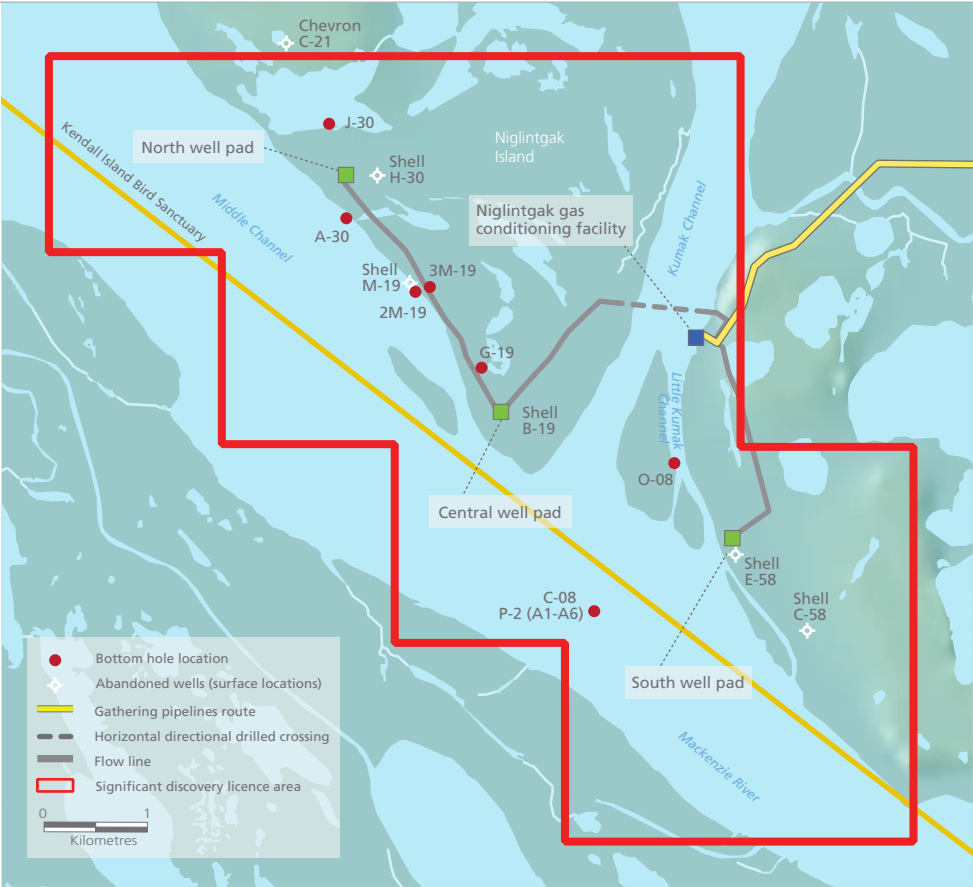 Chevron
C-21
J-30
North well pad
Niglintgak
Island
Shell
H-30
Kendall Island Bird Sanctuary
Middle Channel
A-30
Niglintgak gas
conditioning facility
Kumak Channel
Shell
M-19
3M-19
2M-19
G-19
Shell
B-19
Little Kumak
Channel
O-08
Central well pad
Shell
E-58
C-08
P-2 (A1-A6)
Shell
C-58
South well pad
Mackenzie River
Bottom hole location
Abandoned wells (surface locations)
Gathering pipelines route
Horizontal directional drilled crossing
Flow line
Significant discovery licence area
0 1
Kilometres